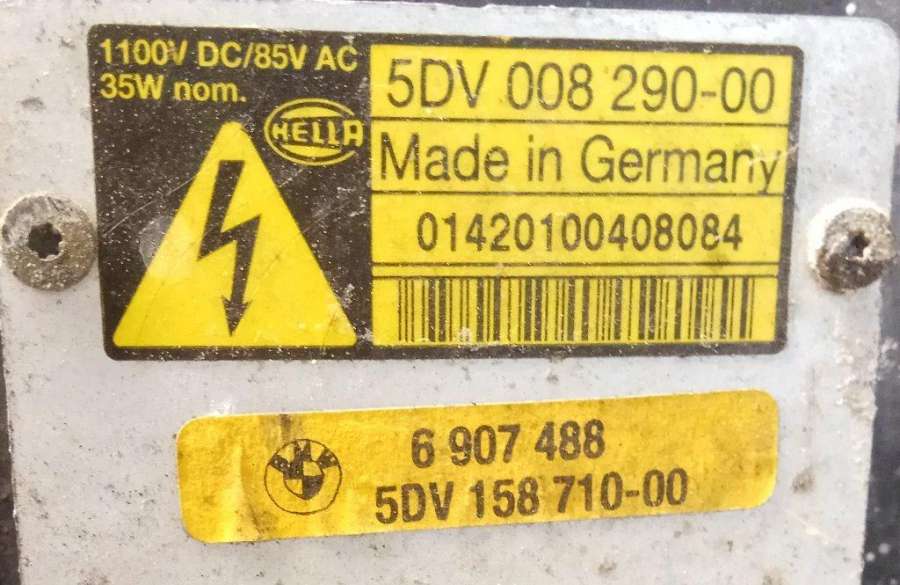 1100V DC/85V AC
35W nom.
HELLA
5DV 008 290-00
Made in Germany
01420100408084
BMW
6 907 488
5DV 158 710-00